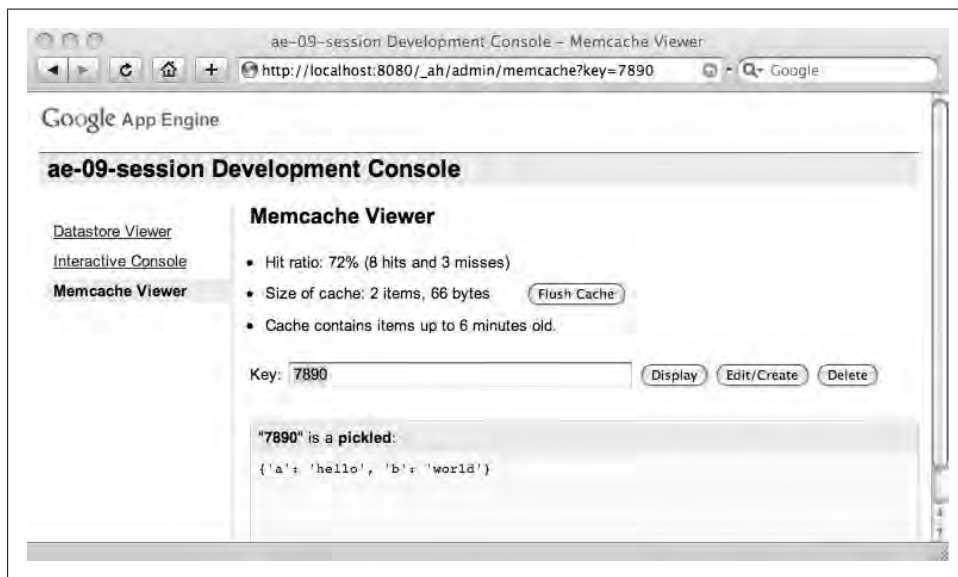 ae-09-session Development Console – Memcache Viewer
http://localhost:8080/_ah/admin/memcache?key=7890
Google
Google App Engine
ae-09-session Development Console
Datastore Viewer
Interactive Console
Memcache Viewer
Memcache Viewer
• Hit ratio: 72% (8 hits and 3 misses)
• Size of cache: 2 items, 66 bytes Flush Cache
• Cache contains items up to 6 minutes old.
Key: 7890 Display Edit/Create Delete
"7890" is a pickled:
{'a': 'hello', 'b': 'world'}